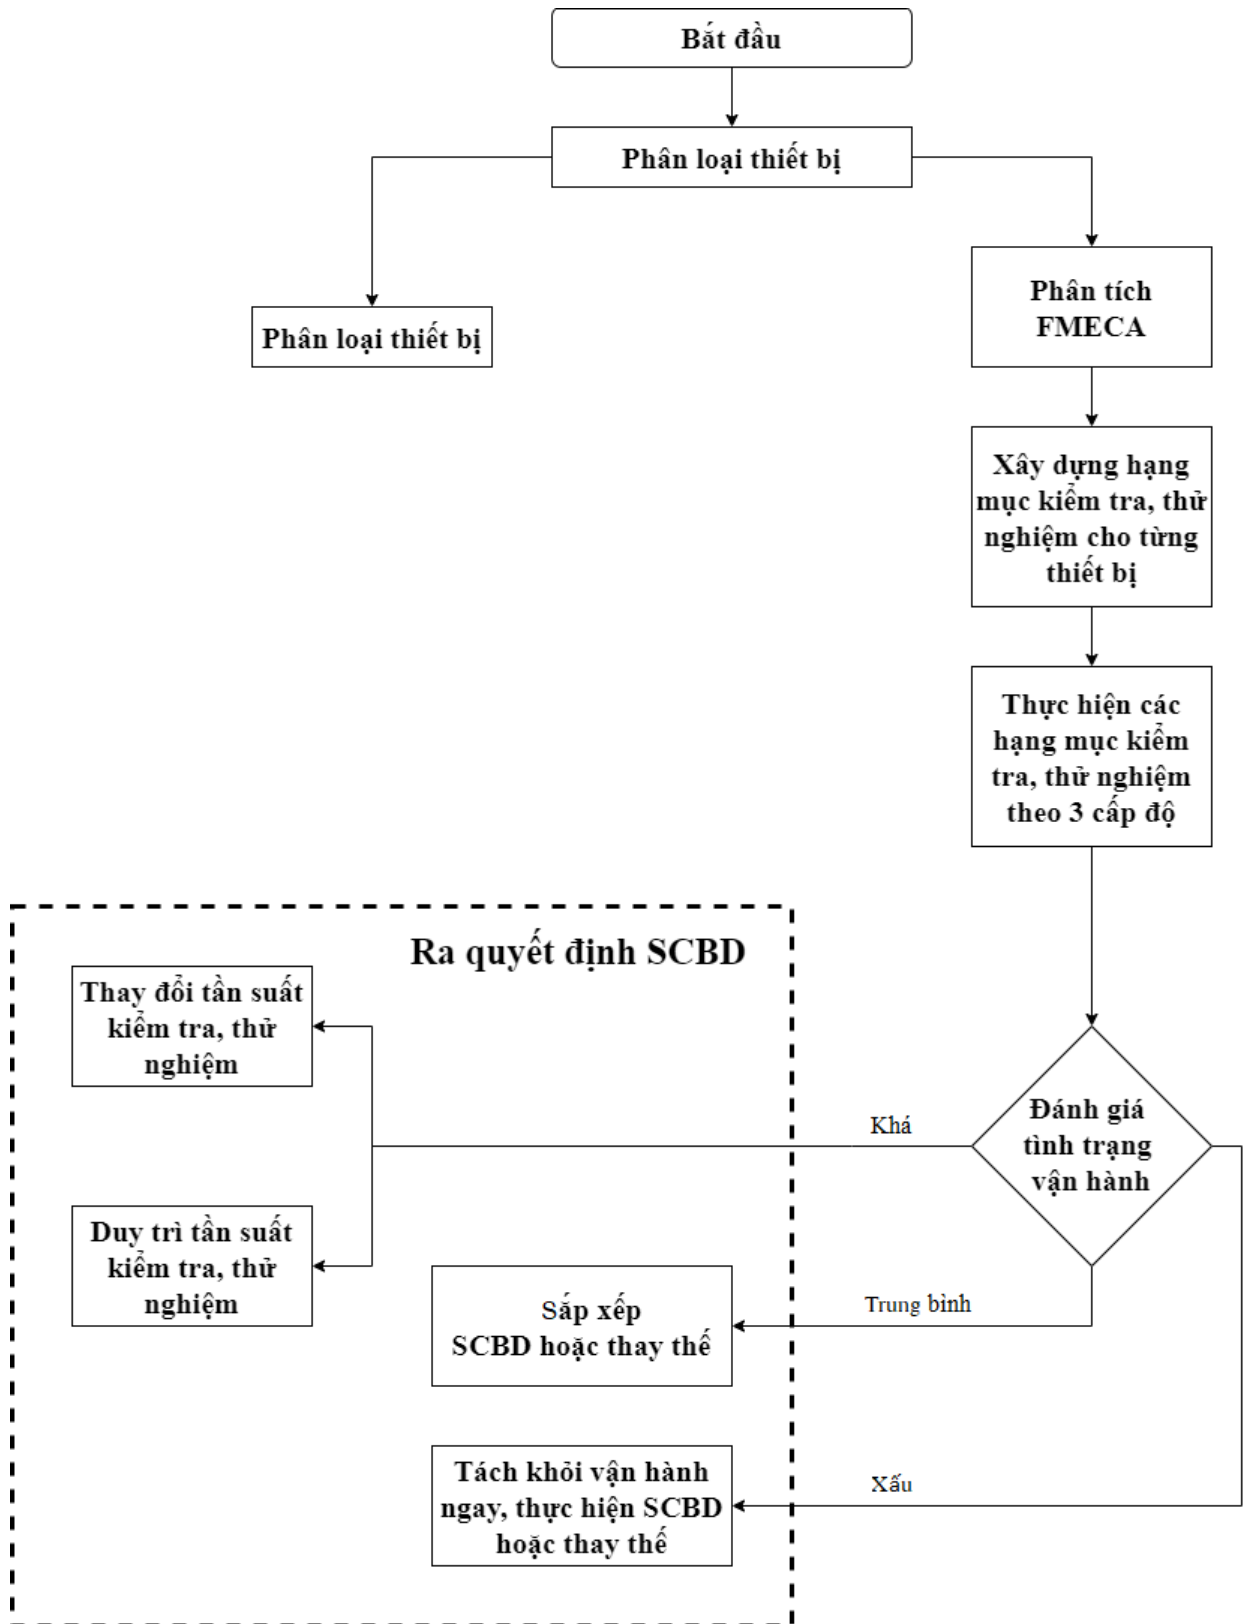 Bắt đầu
Phân loại thiết bị
Phân loại thiết bị
Phân tích
FMECA
Xây dựng hạng
mục kiểm tra, thử
nghiệm cho từng
thiết bị
Thực hiện các
hạng mục kiểm
tra, thử nghiệm
theo 3 cấp độ
Ra quyết định SCBD
Thay đổi tần suất
kiểm tra, thử
nghiệm
Đánh giá
tình trạng
vận hành
Khá
Duy trì tần suất
kiểm tra, thử
nghiệm
Sắp xếp
SCBD hoặc thay thế
Trung bình
Tách khỏi vận hành
ngay, thực hiện SCBD
hoặc thay thế
Xấu